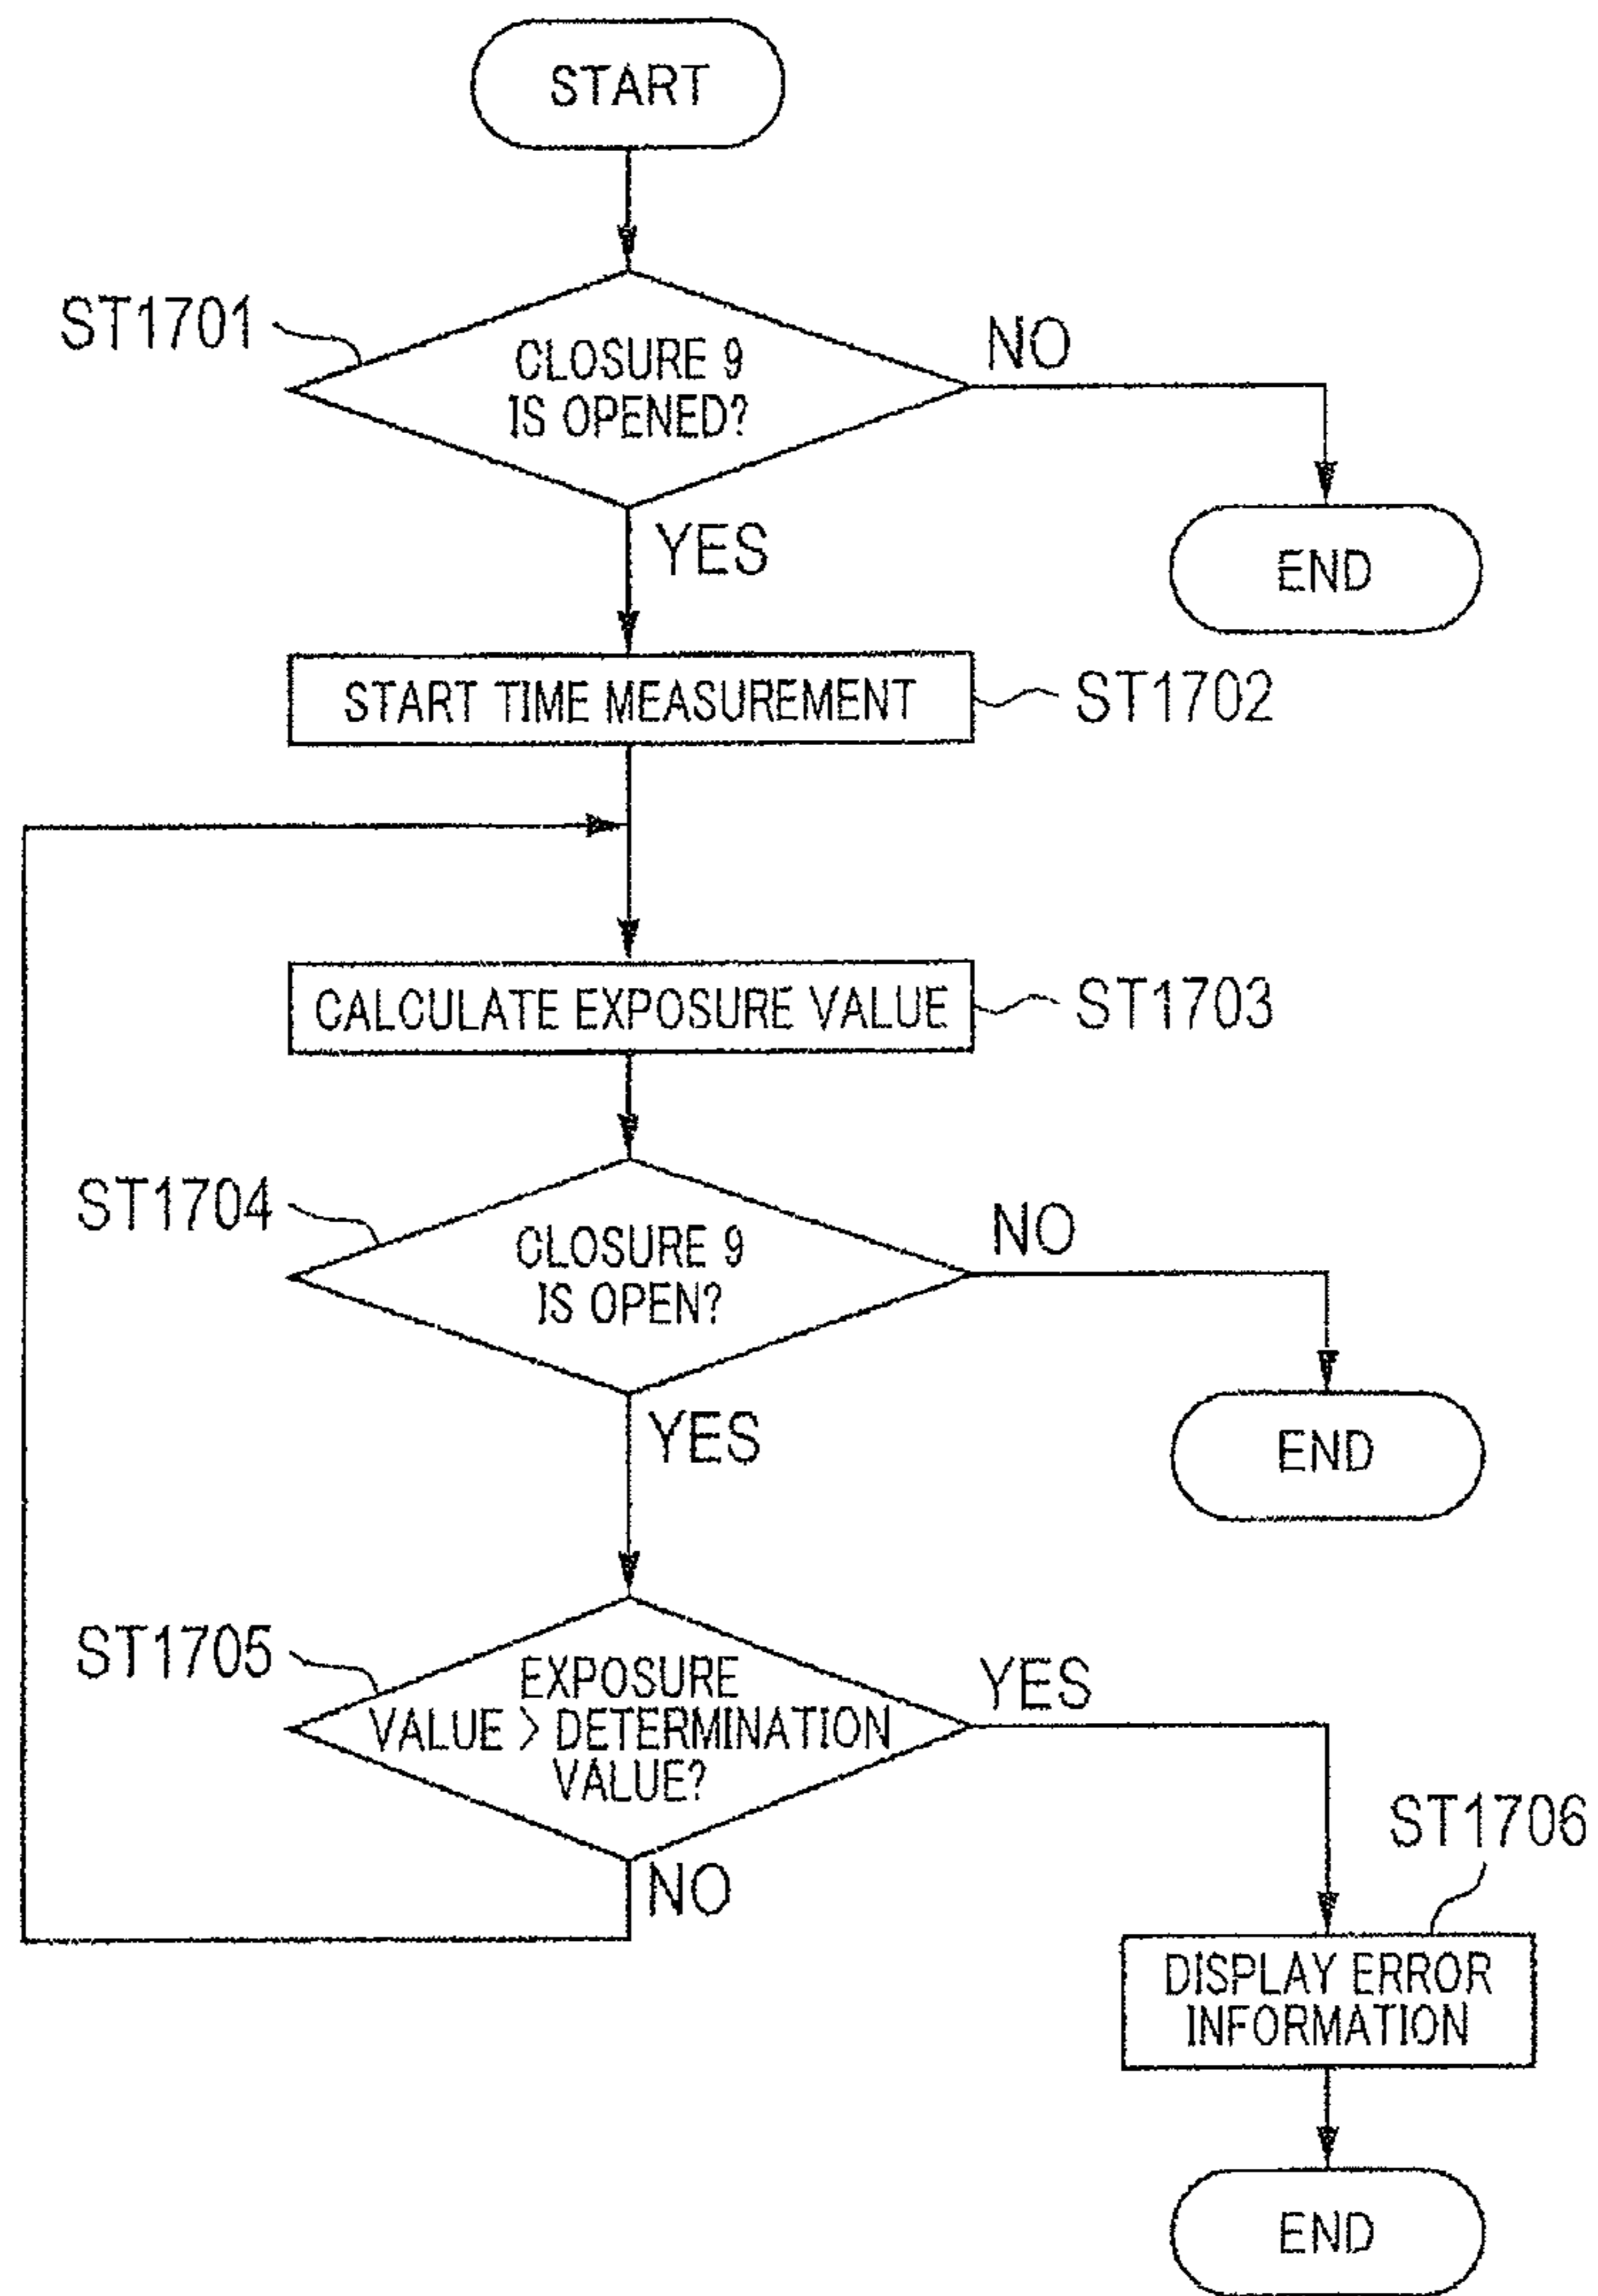 START
ST1701
CLOSURE 9
IS OPENED?
NO
YES
END
START TIME MEASUREMENT
ST1702
CALCULATE EXPOSURE VALUE
ST1703
ST1704
CLOSURE 9
IS OPEN?
NO
YES
END
ST1705
EXPOSURE
VALUE > DETERMINATION
VALUE?
YES
NO
ST1706
DISPLAY ERROR
INFORMATION
END